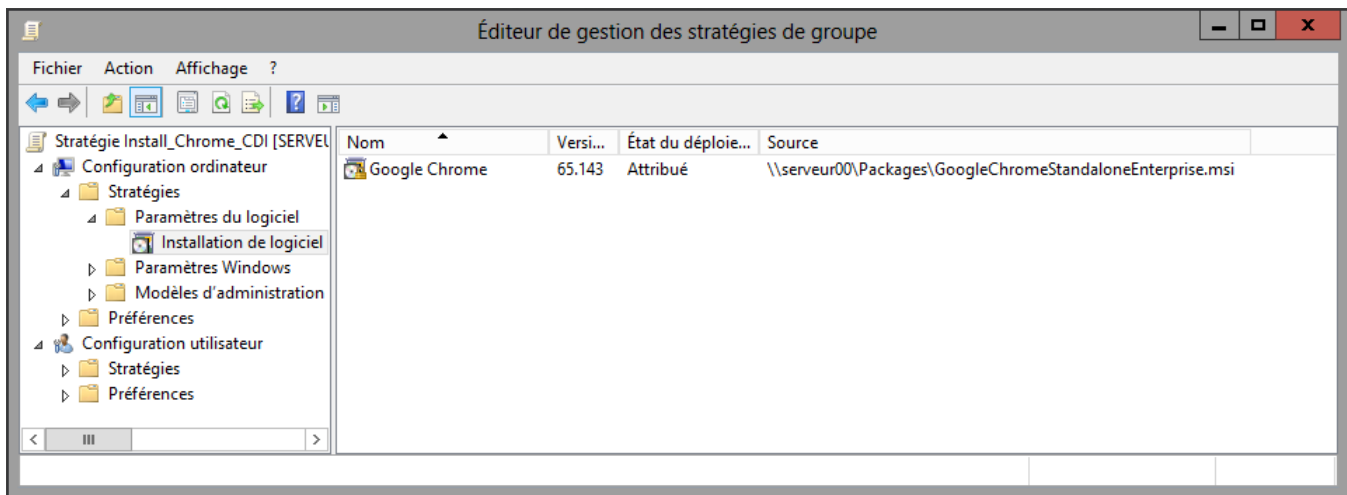 Éditeur de gestion des stratégies de groupe
Fichier Action Affichage ?
Stratégie Install_Chrome_CDI [SERVEU
Configuration ordinateur
Stratégies
Paramètres du logiciel
Installation de logiciel
Paramètres Windows
Modèles d'administration
Préférences
Configuration utilisateur
Stratégies
Préférences
Nom Versi... État du déploie... Source
Google Chrome 65.143 Attribué \\serveur00\Packages\GoogleChromeStandaloneEnterprise.msi